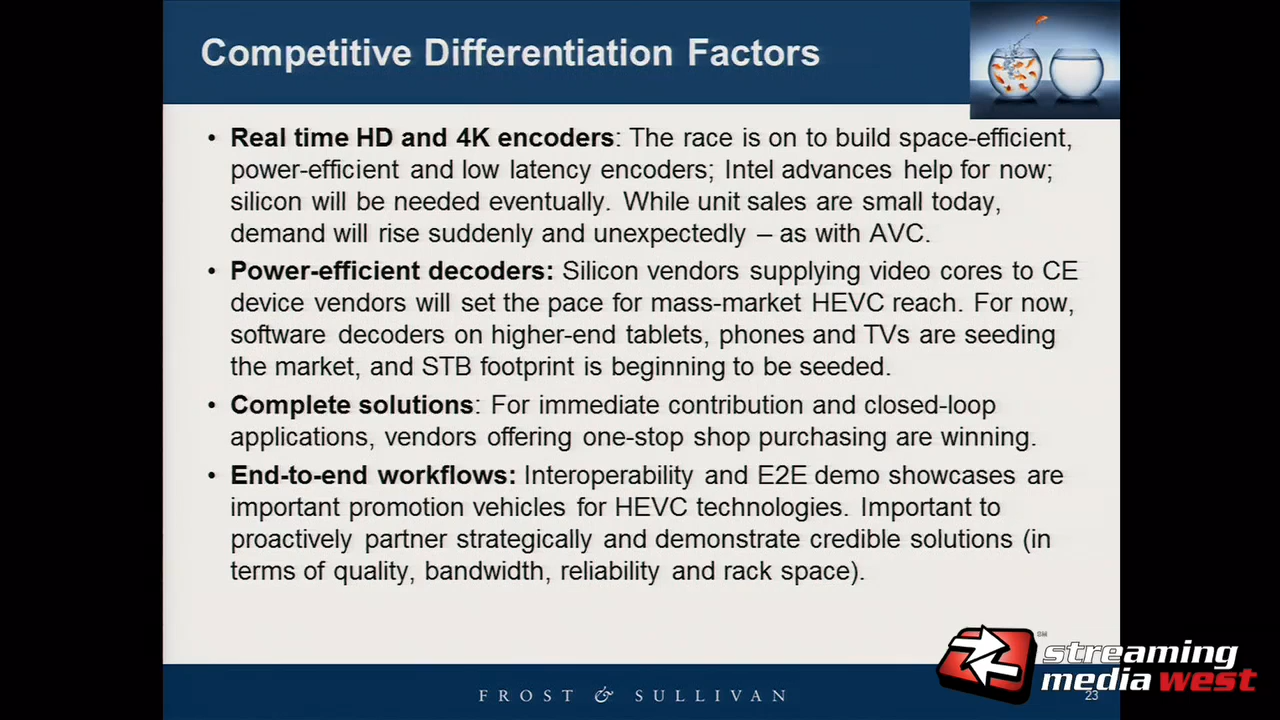 Competitive Differentiation Factors
• Real time HD and 4K encoders: The race is on to build space-efficient,
power-efficient and low latency encoders; Intel advances help for now;
silicon will be needed eventually. While unit sales are small today,
demand will rise suddenly and unexpectedly – as with AVC.
• Power-efficient decoders: Silicon vendors supplying video cores to CE
device vendors will set the pace for mass-market HEVC reach. For now,
software decoders on higher-end tablets, phones and TVs are seeding
the market, and STB footprint is beginning to be seeded.
• Complete solutions: For immediate contribution and closed-loop
applications, vendors offering one-stop shop purchasing are winning.
• End-to-end workflows: Interoperability and E2E demo showcases are
important promotion vehicles for HEVC technologies. Important to
proactively partner strategically and demonstrate credible solutions (in
terms of quality, bandwidth, reliability and rack space).
FROST & SULLIVAN
23
SM
streaming
media west